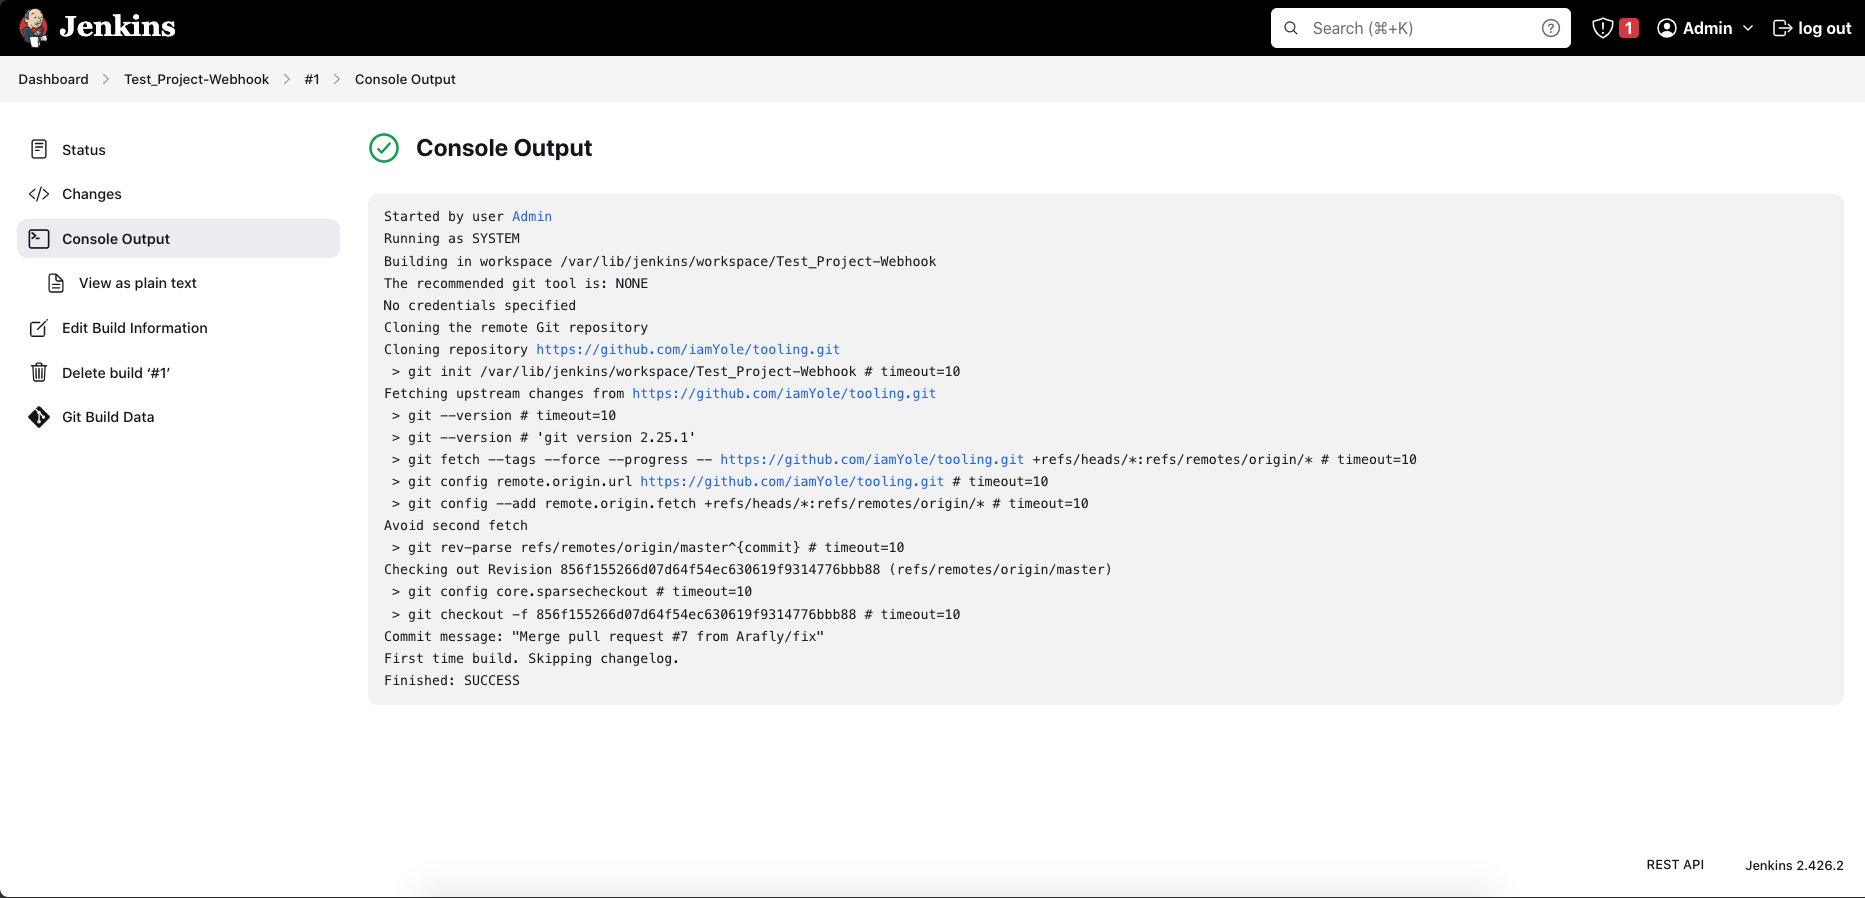 Jenkins
Search (⌘+K)
1
Admin
log out
Dashboard
Test_Project-Webhook
#1
Console Output
Status
Changes
Console Output
View as plain text
Edit Build Information
Delete build ‘#1’
Git Build Data
Console Output
Started by user Admin
Running as SYSTEM
Building in workspace /var/lib/jenkins/workspace/Test_Project-Webhook
The recommended git tool is: NONE
No credentials specified
Cloning the remote Git repository
Cloning repository https://github.com/iamYole/tooling.git
 > git init /var/lib/jenkins/workspace/Test_Project-Webhook # timeout=10
Fetching upstream changes from https://github.com/iamYole/tooling.git
 > git --version # timeout=10
 > git --version # 'git version 2.25.1'
 > git fetch --tags --force --progress -- https://github.com/iamYole/tooling.git +refs/heads/*:refs/remotes/origin/* # timeout=10
 > git config remote.origin.url https://github.com/iamYole/tooling.git # timeout=10
 > git config --add remote.origin.fetch +refs/heads/*:refs/remotes/origin/* # timeout=10
Avoid second fetch
 > git rev-parse refs/remotes/origin/master^{commit} # timeout=10
Checking out Revision 856f155266d07d64f54ec630619f9314776bbb88 (refs/remotes/origin/master)
 > git config core.sparsecheckout # timeout=10
 > git checkout -f 856f155266d07d64f54ec630619f9314776bbb88 # timeout=10
Commit message: "Merge pull request #7 from Arafly/fix"
First time build. Skipping changelog.
Finished: SUCCESS
REST API
Jenkins 2.426.2